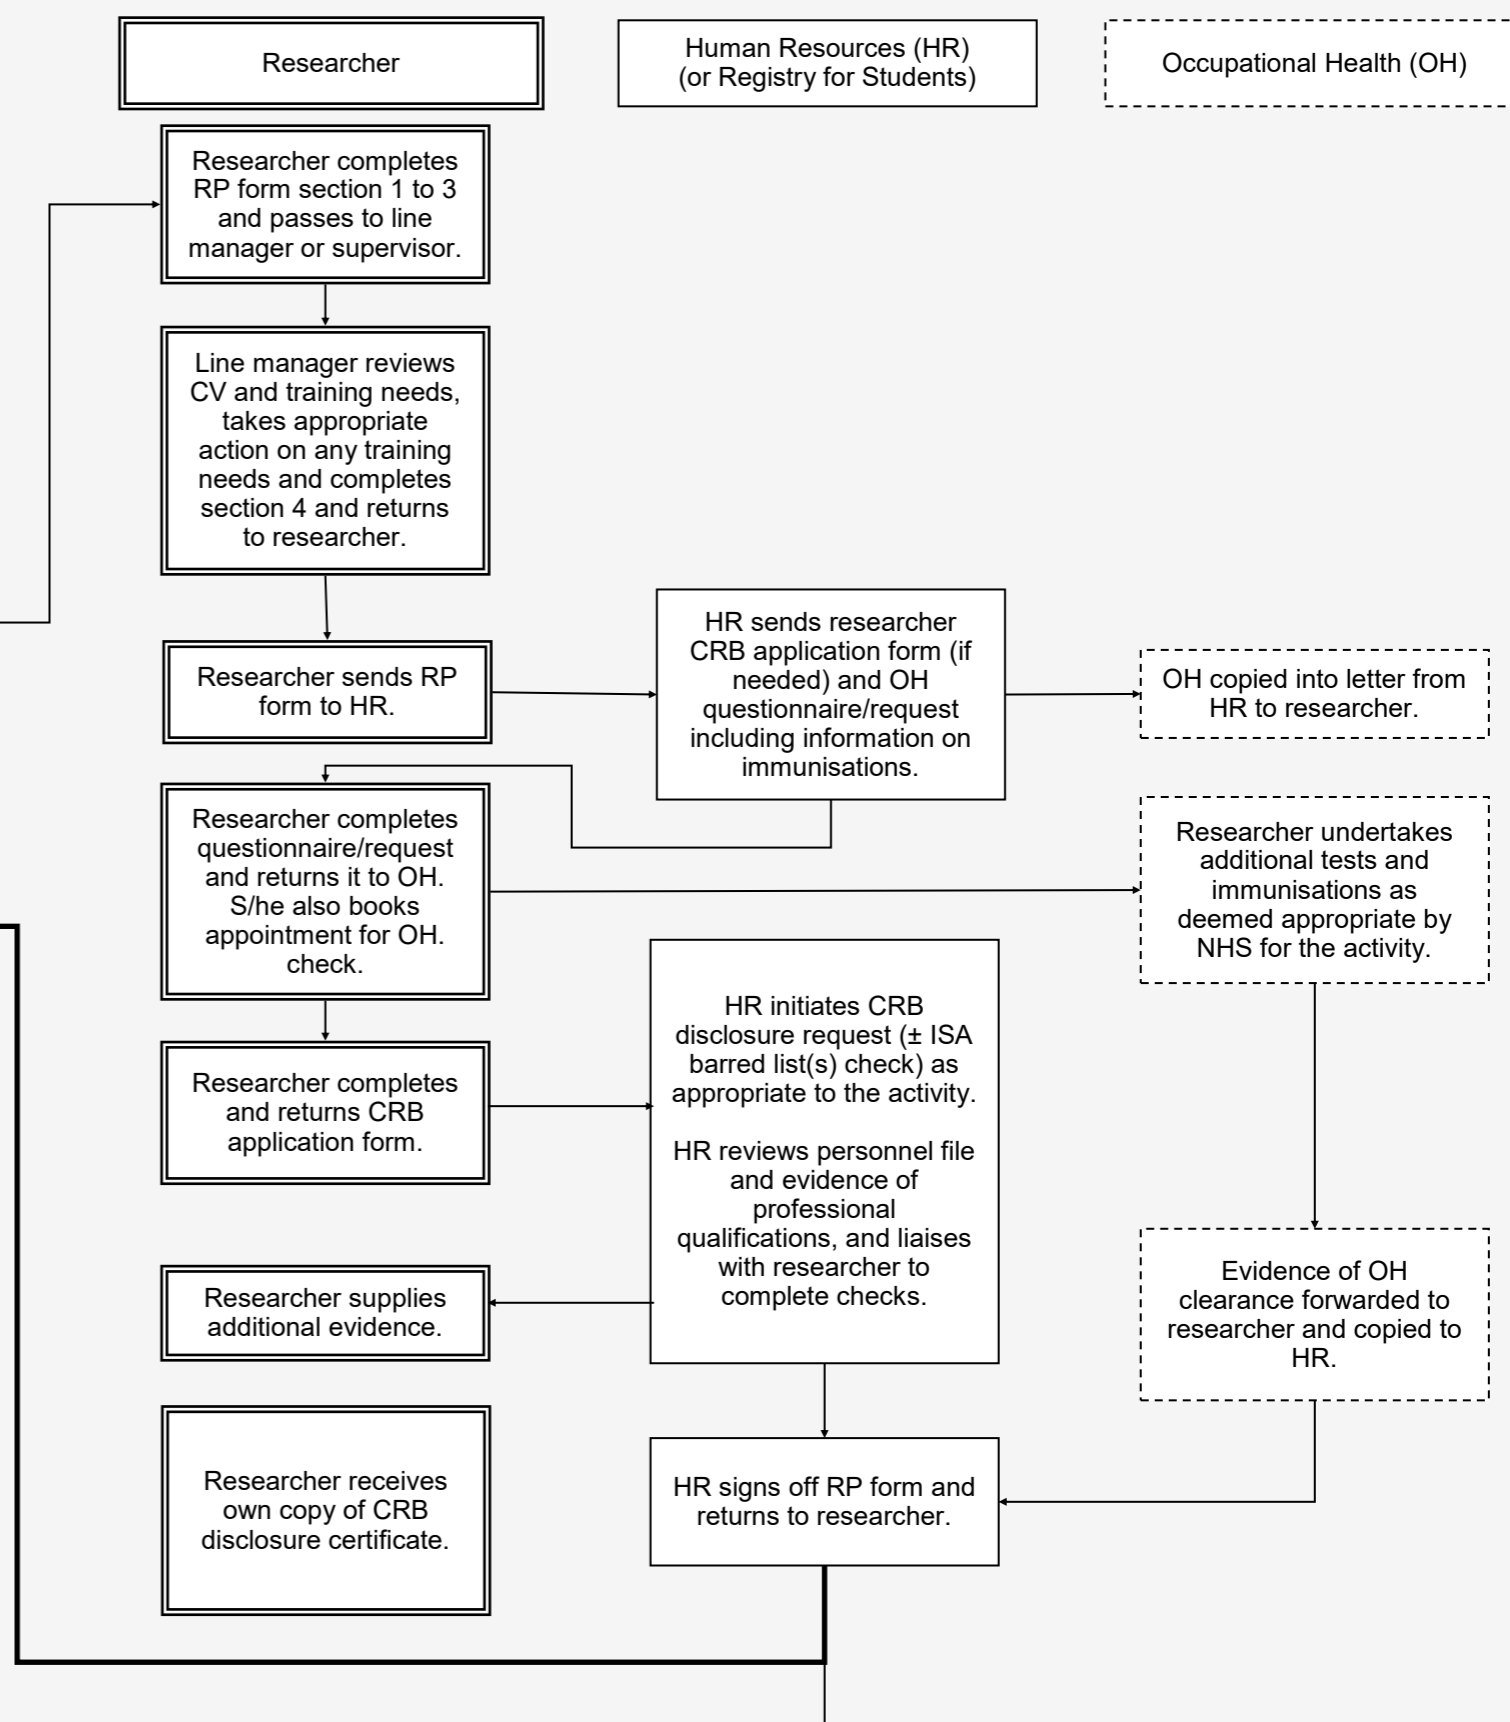 Researcher
Human Resources (HR)
(or Registry for Students)
Occupational Health (OH)
Researcher completes
RP form section 1 to 3
and passes to line
manager or supervisor.
Line manager reviews
CV and training needs,
takes appropriate
action on any training
needs and completes
section 4 and returns
to researcher.
Researcher sends RP
form to HR.
HR sends researcher
CRB application form (if
needed) and OH
questionnaire/request
including information on
immunisations.
OH copied into letter from
HR to researcher.
Researcher completes
questionnaire/request
and returns it to OH.
S/he also books
appointment for OH.
check.
Researcher undertakes
additional tests and
immunisations as
deemed appropriate by
NHS for the activity.
Researcher completes
and returns CRB
application form.
HR initiates CRB
disclosure request (± ISA
barred list(s) check) as
appropriate to the activity.
HR reviews personnel file
and evidence of
professional
qualifications, and liaises
with researcher to
complete checks.
Researcher supplies
additional evidence.
Evidence of OH
clearance forwarded to
researcher and copied to
HR.
Researcher receives
own copy of CRB
disclosure certificate.
HR signs off RP form and
returns to researcher.